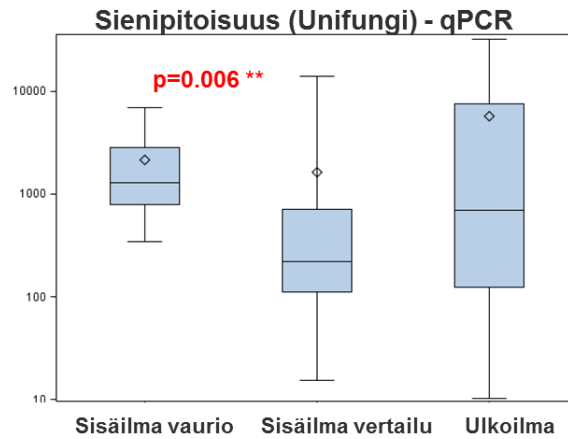 Sienipitoisuus (Unifungi) - qPCR
p=0.006 **
10000
1000
100
10
Sisäilma vaurio Sisäilma vertailu Ulkoilma